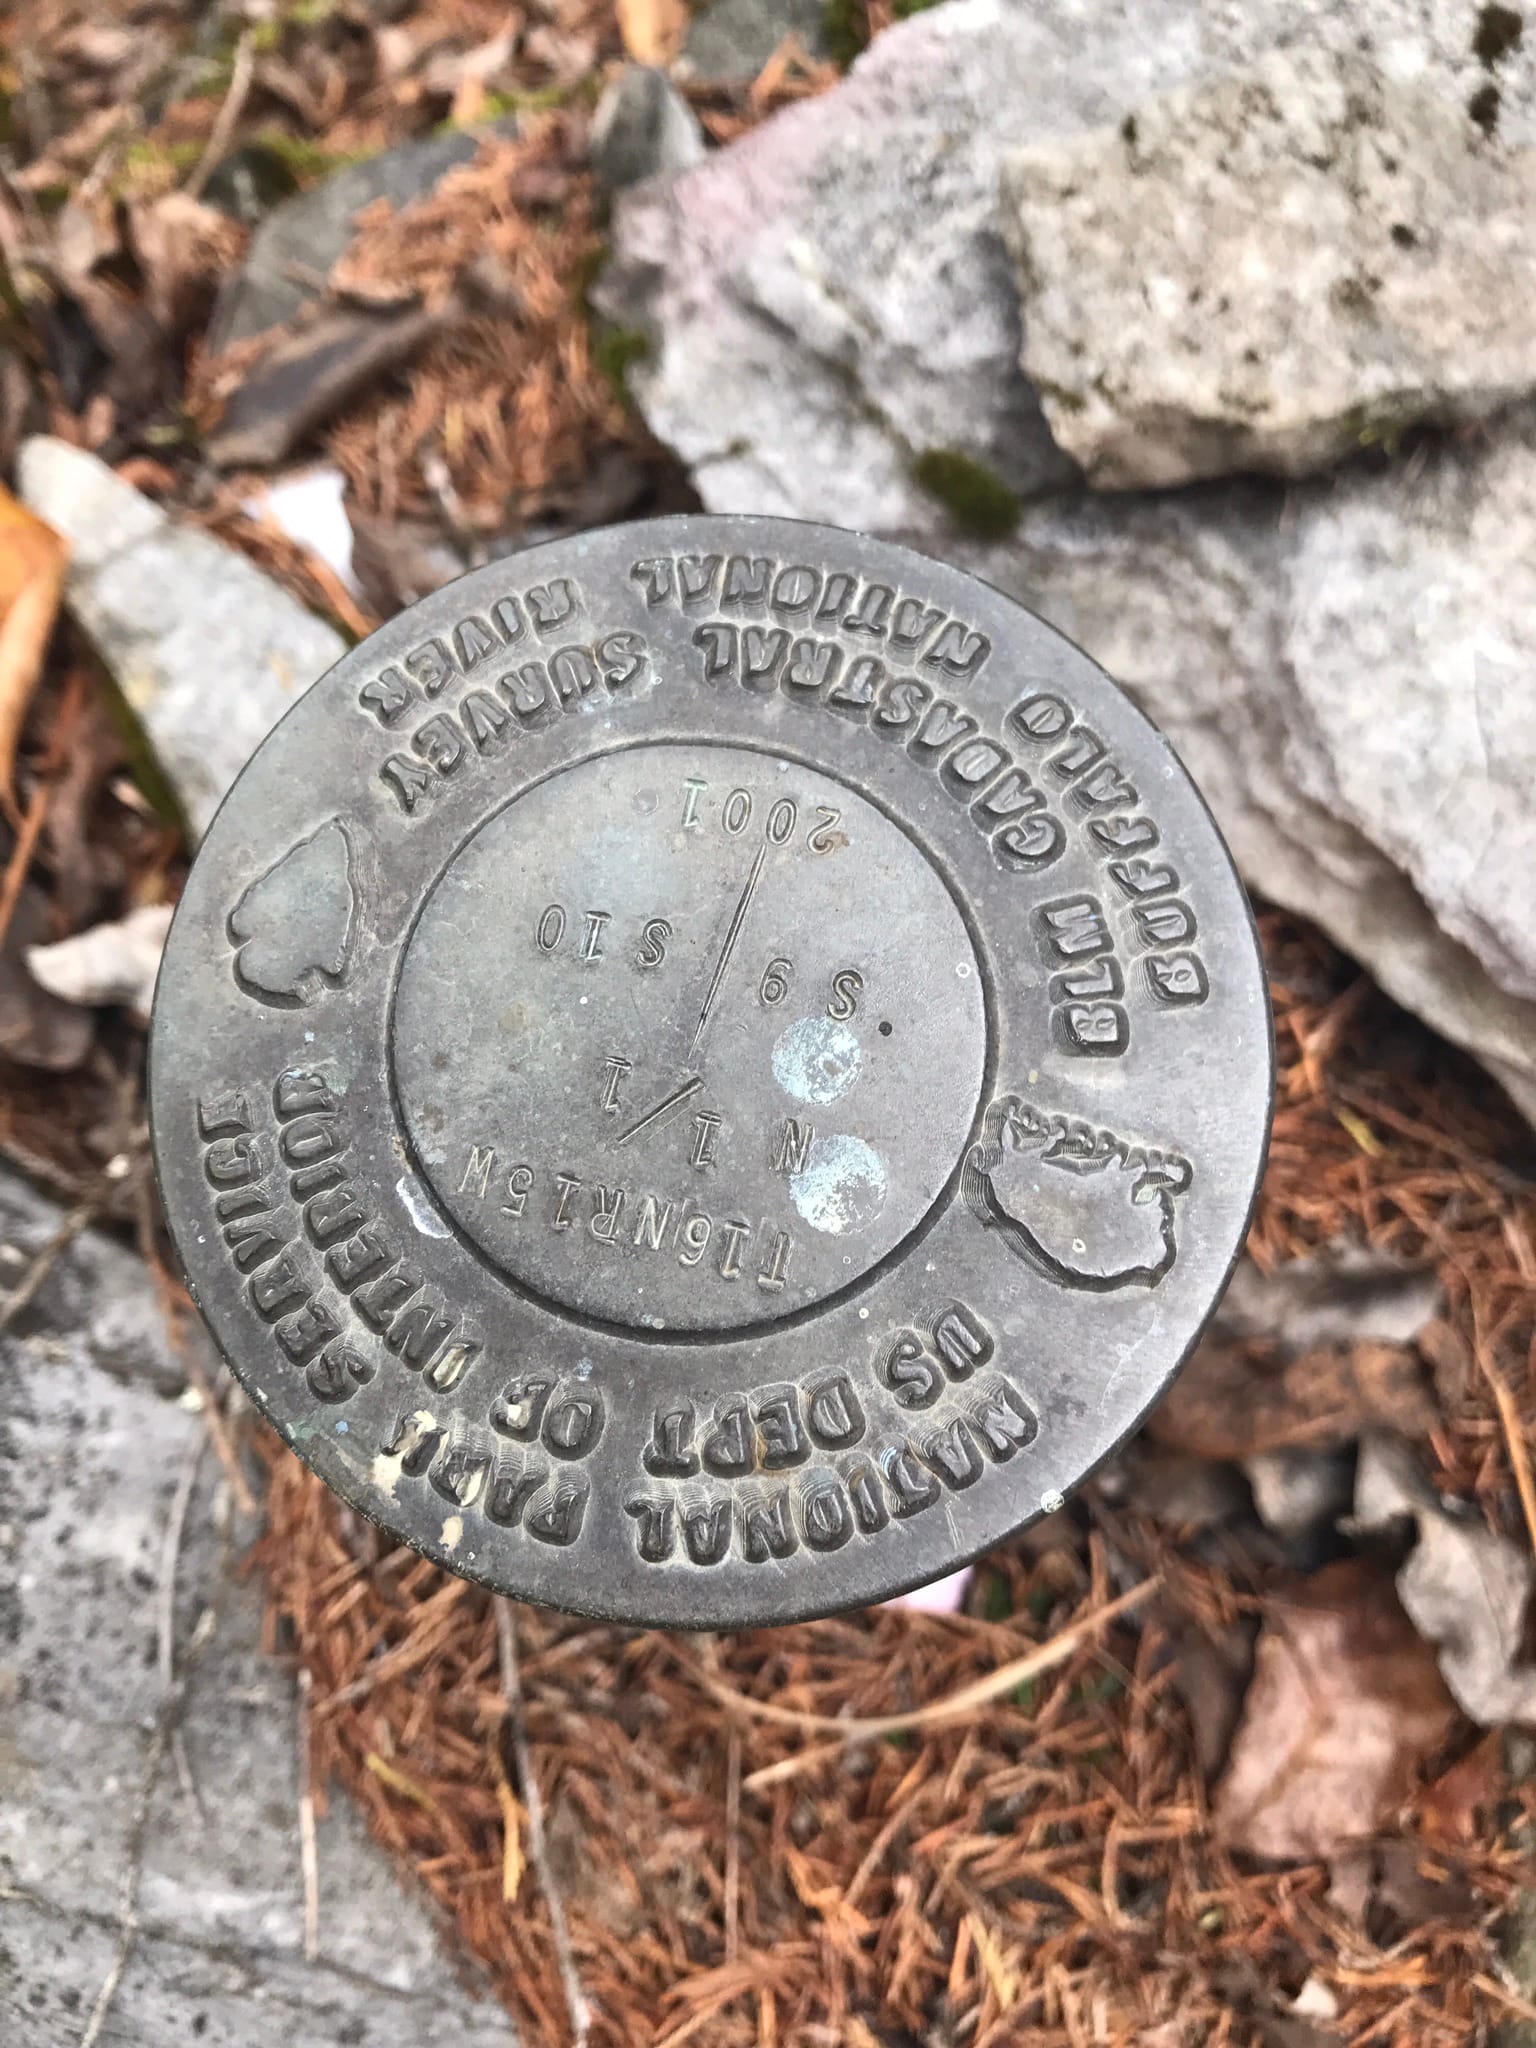 NATIONAL PARK SERVICE
US DEPT OF INTERIOR
T16NR15W
N 1/1
S 9 S 10
2001
BLM CADASTRAL SURVEY
BUFFALO NATIONAL RIVER